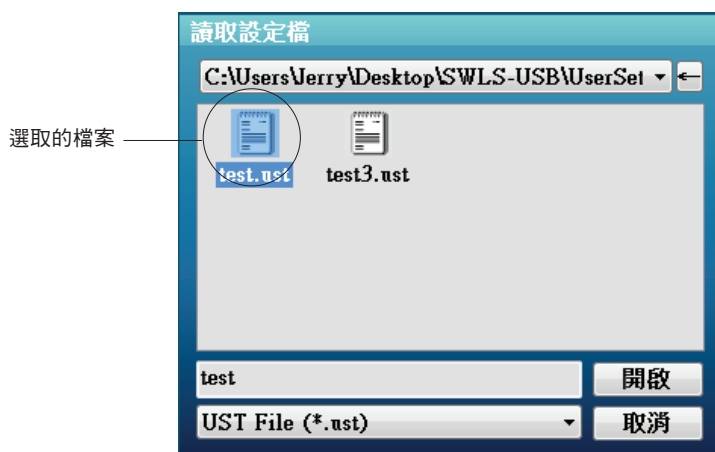 讀取設定檔
C:\Users\Jerry\Desktop\SWLS-USB\UserSet
選取的檔案
test.ust
test3.ust
test
開啟
UST File (*.ust)
取消